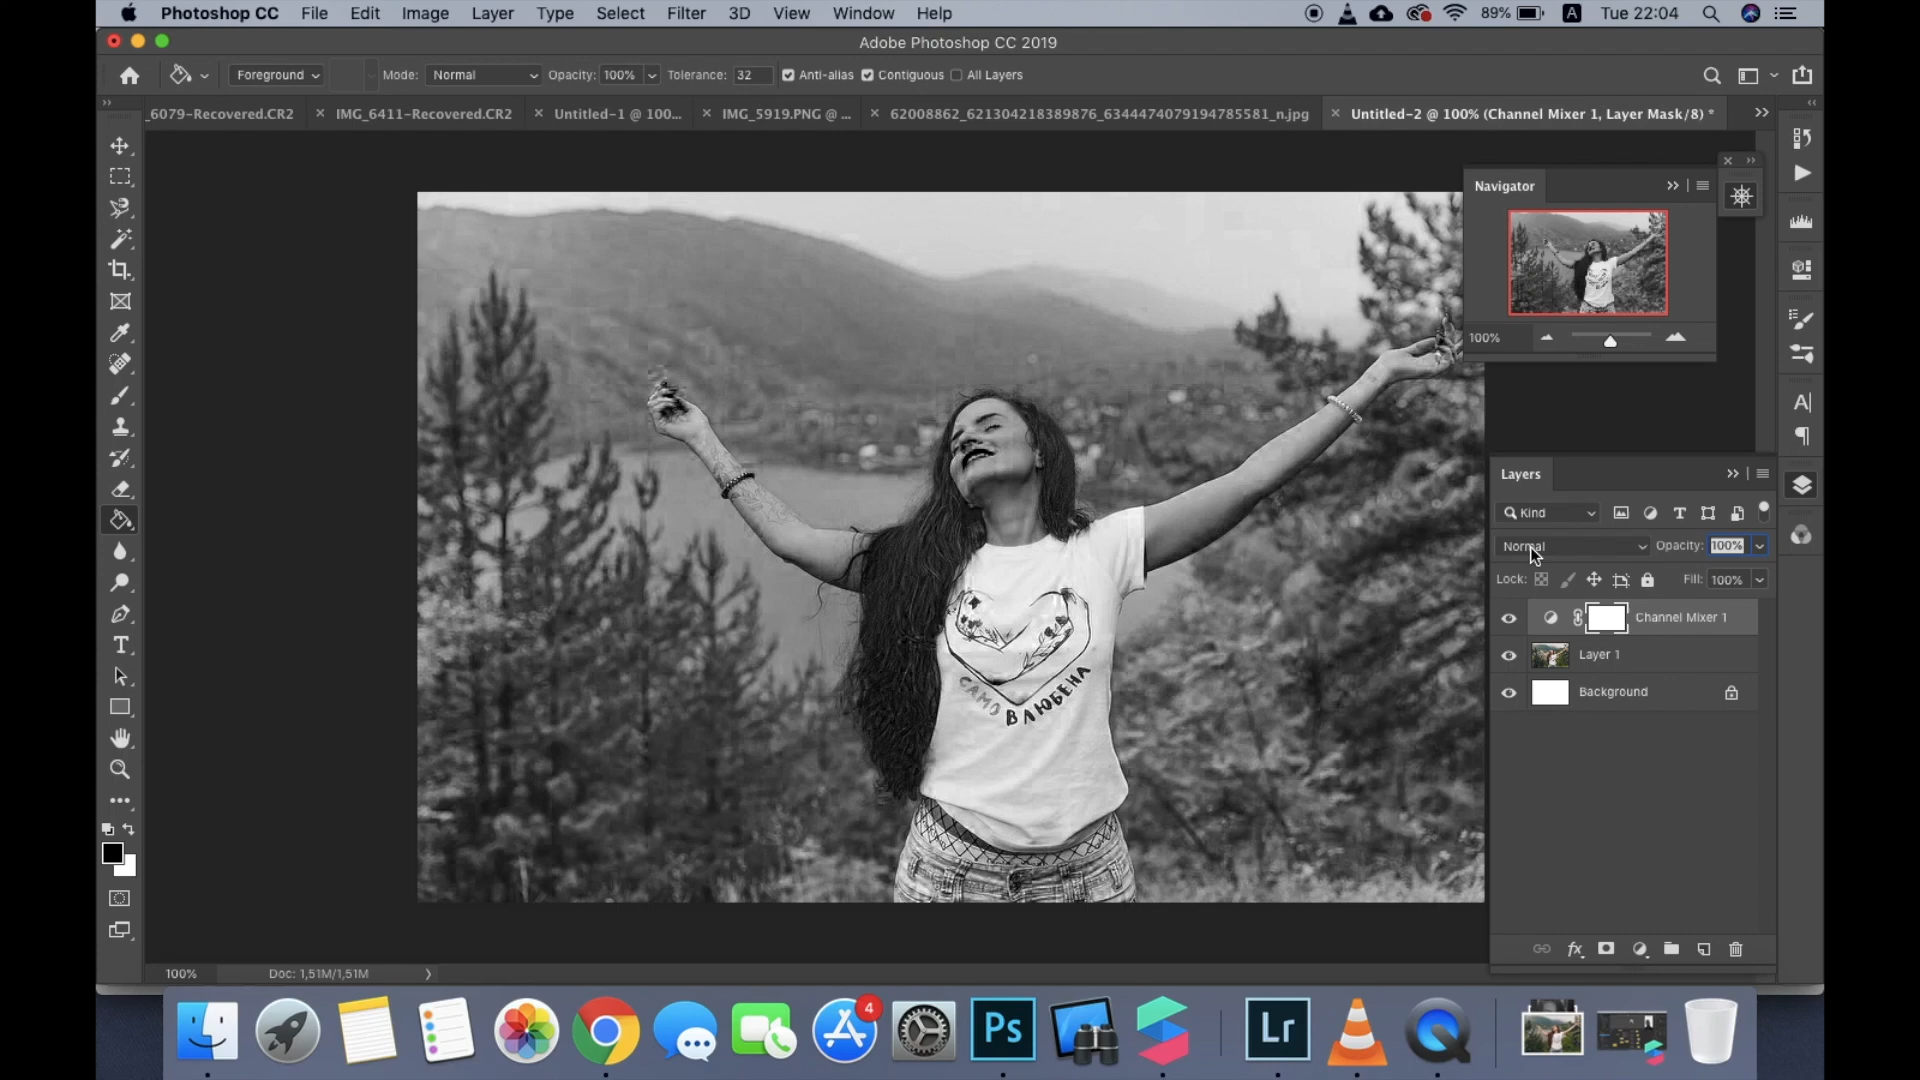 Photoshop CC File Edit Image Layer Type Select Filter 3D View Window Help 89% A Tue 22:04
Adobe Photoshop CC 2019
Foreground Mode: Normal Opacity: 100% Tolerance: 32 Anti-alias Contiguous All Layers
_6079-Recovered.CR2 IMG_6411-Recovered.CR2 Untitled-1 @ 100... IMG_5919.PNG @ ... 62008862_621304218389876_6344474079194785581_n.jpg Untitled-2 @ 100% (Channel Mixer 1, Layer Mask/8) *
Navigator
100%
Layers
Kind
Normal Opacity: 100%
Lock: Fill: 100%
Channel Mixer 1
Layer 1
Background
САМО
ВЛЮБЕНА
100% Doc: 1,51M/1,51M
4
Ps
Lr